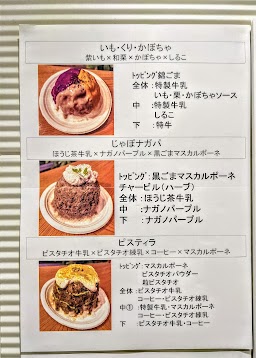 いも・くり・かぼちゃ
紫いも×和栗×かぼちゃ×しるこ
トッピング:錦ごま
全体:特製牛乳
いも・栗・かぼちゃソース
中 :特製牛乳
しるこ
下 :特牛
じゃぽナガパ
ほうじ茶牛乳×ナガノパープル×黒ごまマスカルポーネ
トッピング:黒ごまマスカルポーネ
チャービル(ハーブ)
全体:ほうじ茶牛乳
中 :ナガノパープル
下 :ナガノパープル
ピスティラ
ピスタチオ牛乳×ピスタチオ練乳×コーヒー×マスカルポーネ
トッピング:マスカルポーネ
ピスタチオパウダー
粒ピスタチオ
全体:ピスタチオ牛乳
コーヒー・ピスタチオ練乳
中①:特製牛乳・マスカルポーネ
コーヒー・ピスタチオ練乳
下 :ピスタチオ牛乳・コーヒー